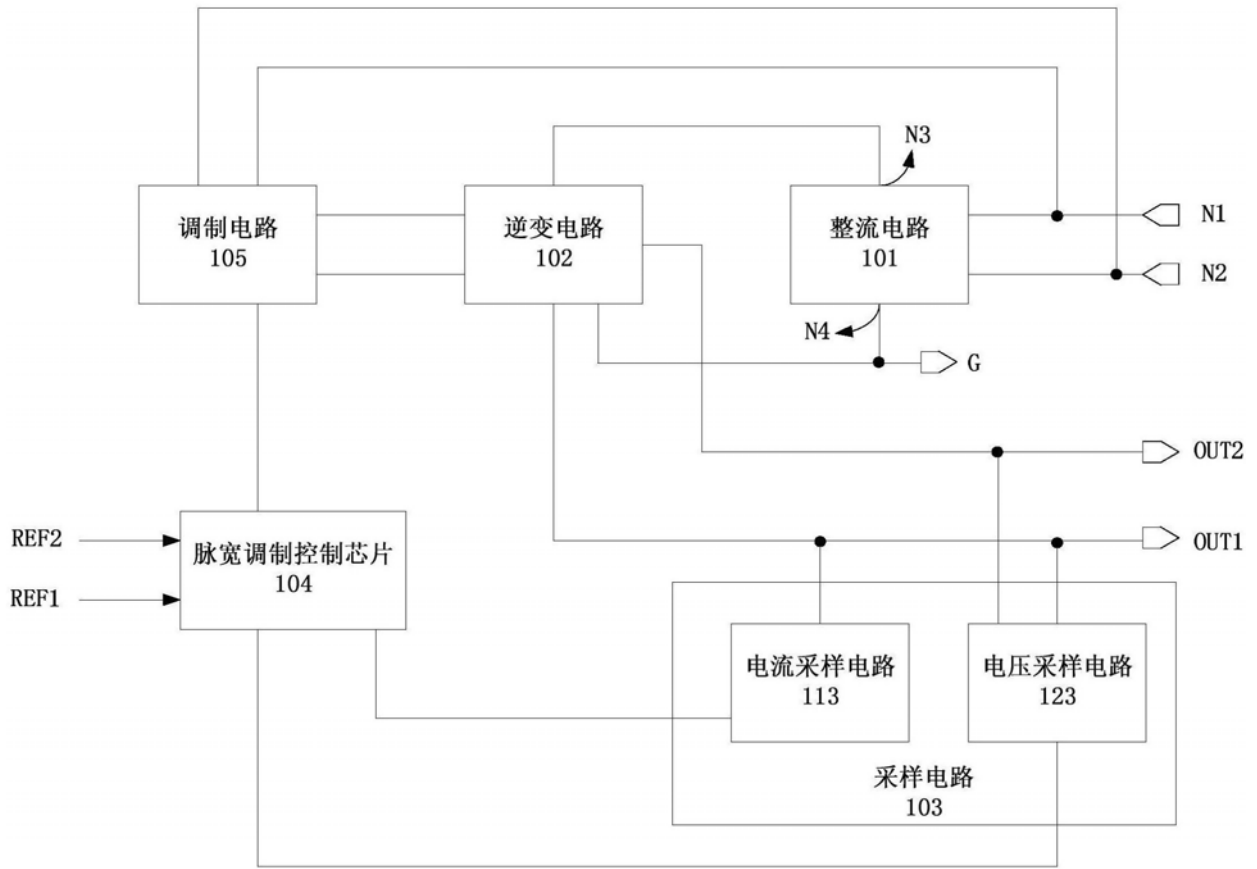 N3
调制电路
105
逆变电路
102
整流电路
101
N1
N2
N4
G
OUT2
REF2
OUT1
脉宽调制控制芯片
104
REF1
电流采样电路
113
电压采样电路
123
采样电路
103